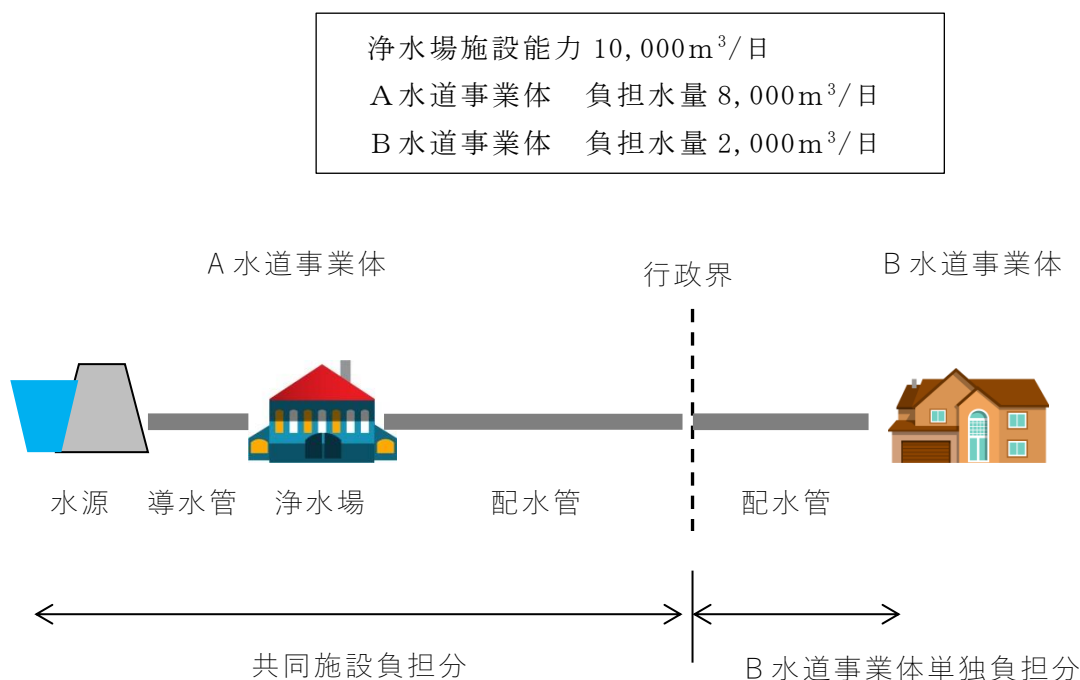 浄水場施設能力 10,000m³/日
A水道事業体　負担水量 8,000m³/日
B水道事業体　負担水量 2,000m³/日
A水道事業体
行政界
B水道事業体
水源
導水管
浄水場
配水管
配水管
共同施設負担分
B水道事業体単独負担分